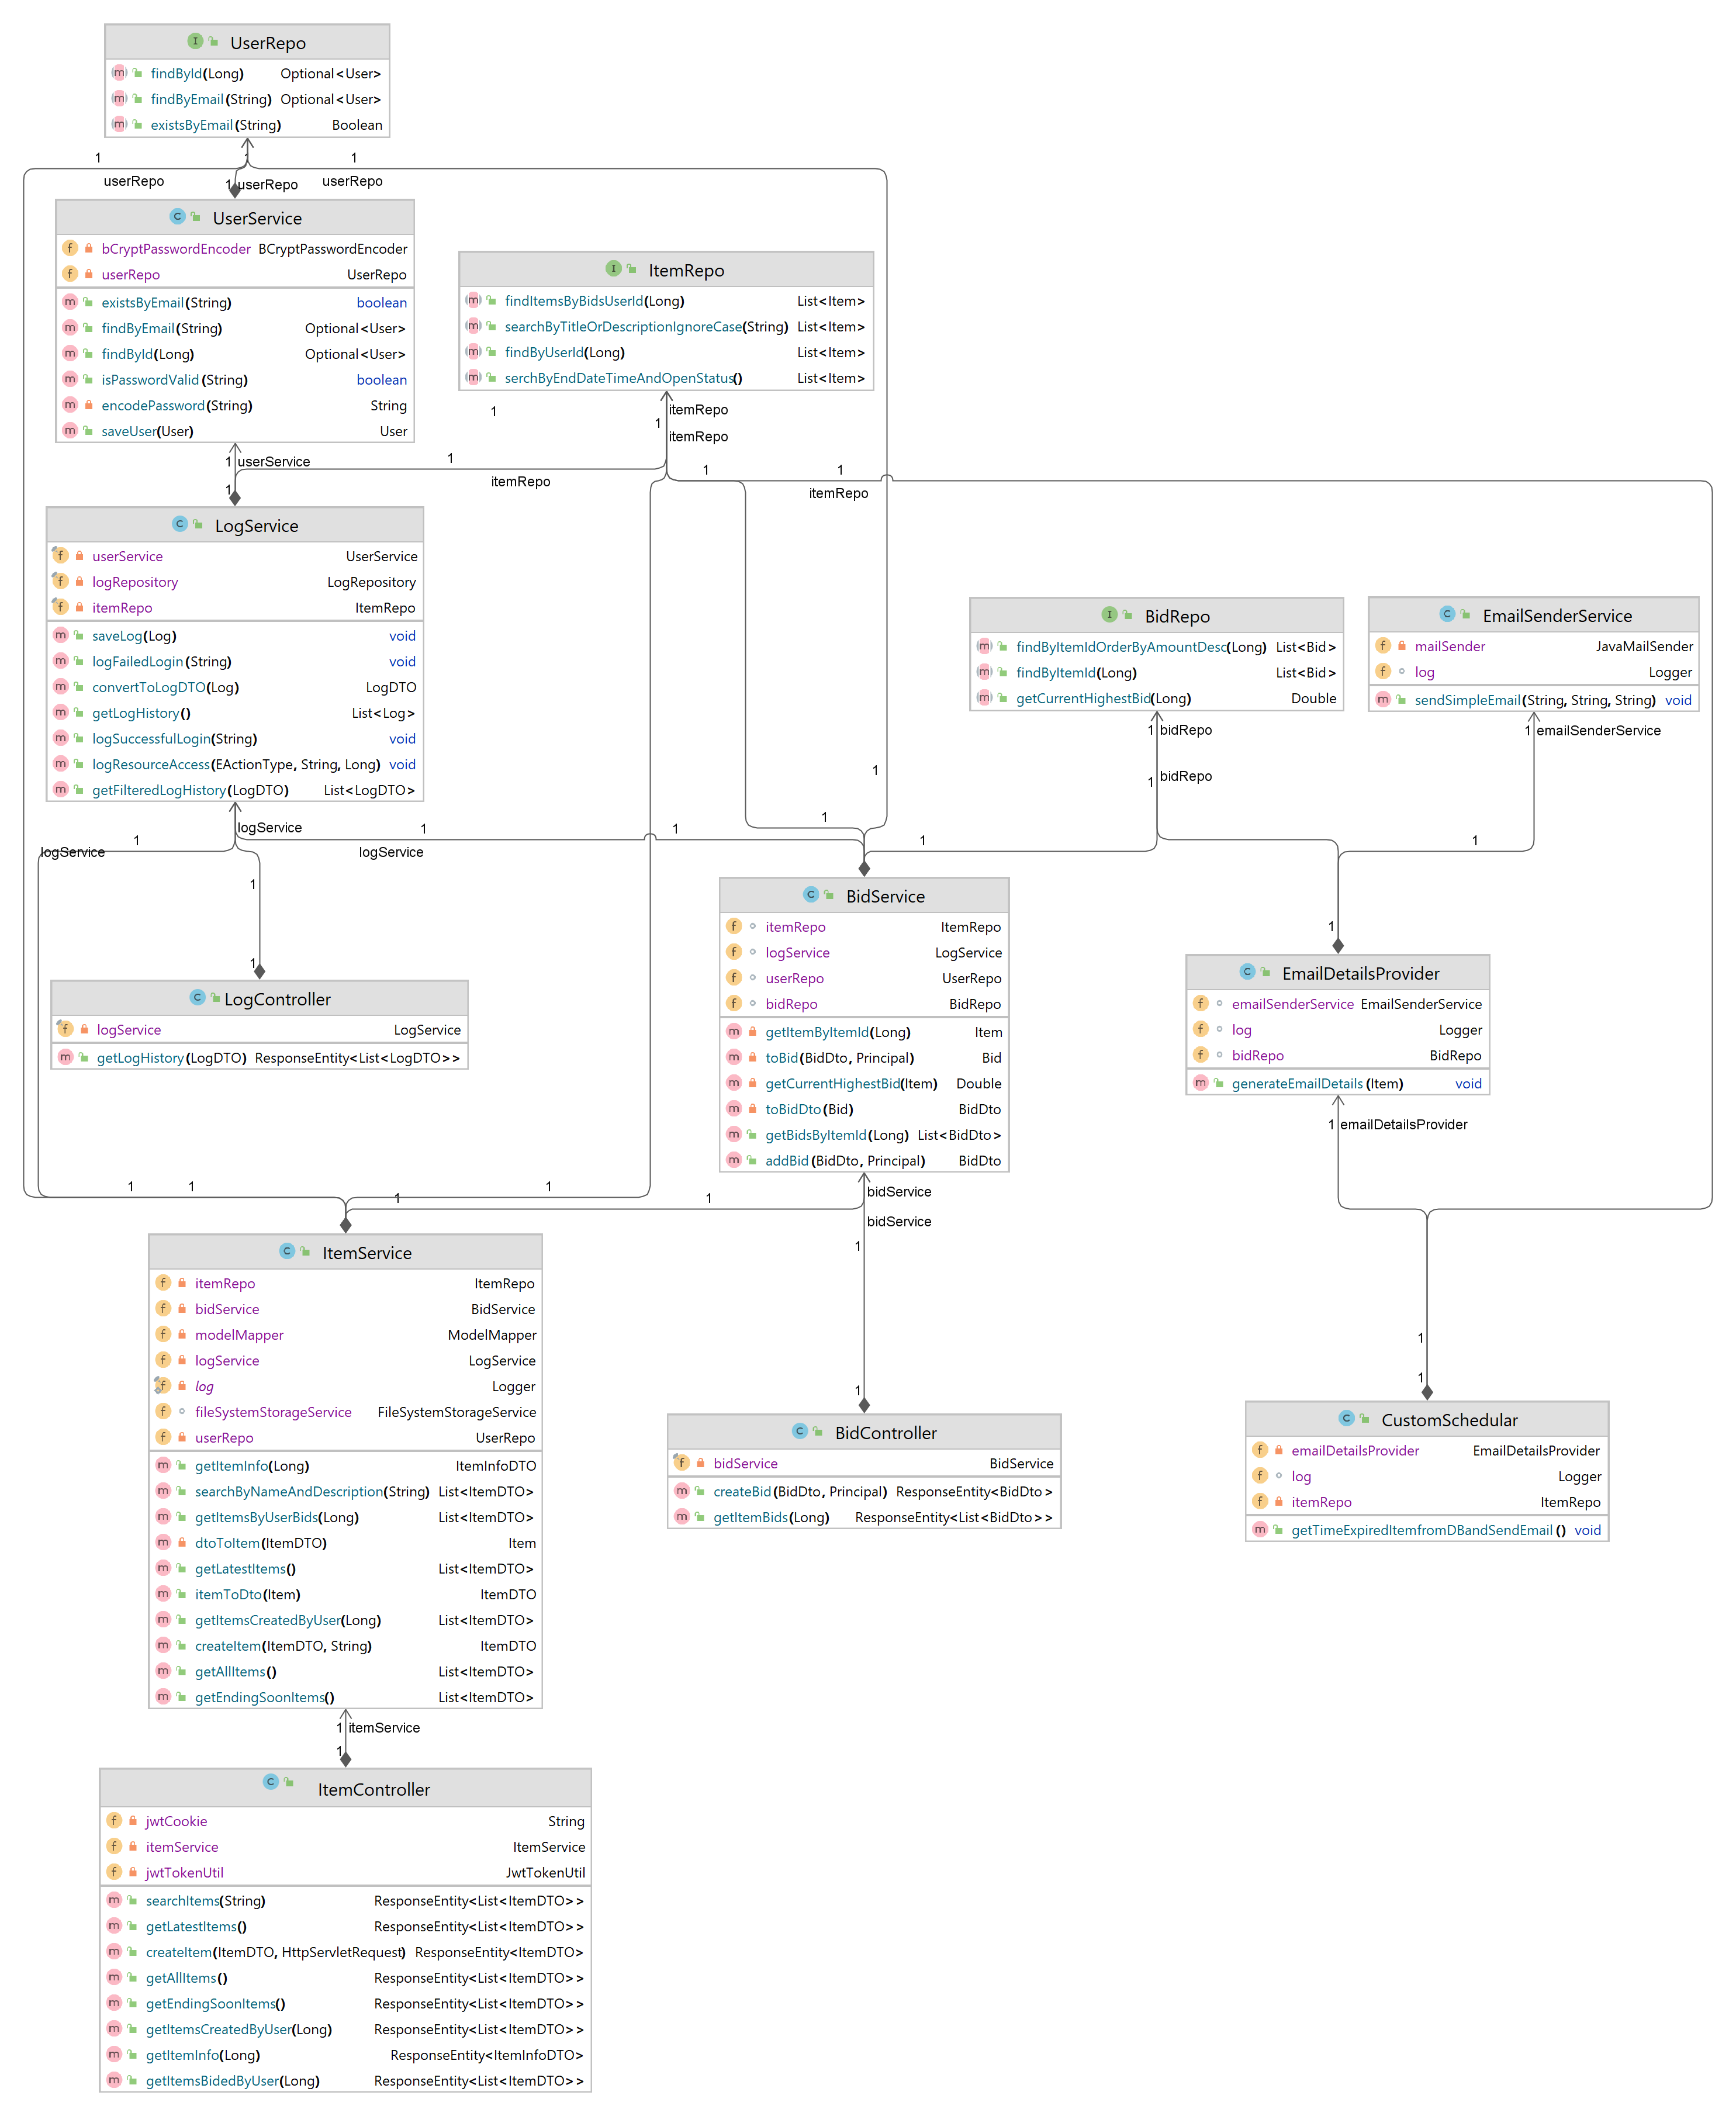 UserRepo
findById(Long) Optional<User>
findByEmail(String) Optional<User>
existsByEmail(String) Boolean
1 1 1
userRepo 1 userRepo userRepo
UserService
bCryptPasswordEncoder BCryptPasswordEncoder
userRepo UserRepo
existsByEmail(String) boolean
findByEmail(String) Optional<User>
findById(Long) Optional<User>
isPasswordValid(String) boolean
encodePassword(String) String
saveUser(User) User
ItemRepo
findItemsByBidsUserId(Long) List<Item>
searchByTitleOrDescriptionIgnoreCase(String) List<Item>
findByUserId(Long) List<Item>
serchByEndDateTimeAndOpenStatus() List<Item>
1 itemRepo
1
itemRepo
1 userService 1 1 1
1 itemRepo itemRepo
LogService
userService UserService
logRepository LogRepository
itemRepo ItemRepo
saveLog(Log) void
logFailedLogin(String) void
convertToLogDTO(Log) LogDTO
getLogHistory() List<Log>
logSuccessfulLogin(String) void
logResourceAccess(EActionType, String, Long) void
getFilteredLogHistory(LogDTO) List<LogDTO>
BidRepo
findByItemIdOrderByAmountDesc(Long) List<Bid>
findByItemId(Long) List<Bid>
getCurrentHighestBid(Long) Double
EmailSenderService
mailSender JavaMailSender
log Logger
sendSimpleEmail(String, String, String) void
1 bidRepo 1 emailSenderService
1 1 bidRepo
1
logService 1 1
1 1 1
logService logService
1
1
1
LogController
logService LogService
getLogHistory(LogDTO) ResponseEntity<List<LogDTO>>
BidService
itemRepo ItemRepo
logService LogService
userRepo UserRepo
bidRepo BidRepo
getItemByItemId(Long) Item
toBid(BidDto, Principal) Bid
getCurrentHighestBid(Item) Double
toBidDto(Bid) BidDto
getBidsByItemId(Long) List<BidDto>
addBid(BidDto, Principal) BidDto
EmailDetailsProvider
emailSenderService EmailSenderService
log Logger
bidRepo BidRepo
generateEmailDetails(Item) void
1 emailDetailsProvider
1 1 1 1 1 bidService
bidService
1
ItemService
itemRepo ItemRepo
bidService BidService
modelMapper ModelMapper
logService LogService
log Logger
fileSystemStorageService FileSystemStorageService
userRepo UserRepo
getItemInfo(Long) ItemInfoDTO
searchByNameAndDescription(String) List<ItemDTO>
getItemsByUserBids(Long) List<ItemDTO>
dtoToItem(ItemDTO) Item
getLatestItems() List<ItemDTO>
itemToDto(Item) ItemDTO
getItemsCreatedByUser(Long) List<ItemDTO>
createItem(ItemDTO, String) ItemDTO
getAllItems() List<ItemDTO>
getEndingSoonItems() List<ItemDTO>
1
1 1
BidController
bidService BidService
createBid(BidDto, Principal) ResponseEntity<BidDto>
getItemBids(Long) ResponseEntity<List<BidDto>>
CustomSchedular
emailDetailsProvider EmailDetailsProvider
log Logger
itemRepo ItemRepo
getTimeExpiredItemfromDBandSendEmail() void
1 itemService
1
ItemController
jwtCookie String
itemService ItemService
jwtTokenUtil JwtTokenUtil
searchItems(String) ResponseEntity<List<ItemDTO>>
getLatestItems() ResponseEntity<List<ItemDTO>>
createItem(ItemDTO, HttpServletRequest) ResponseEntity<ItemDTO>
getAllItems() ResponseEntity<List<ItemDTO>>
getEndingSoonItems() ResponseEntity<List<ItemDTO>>
getItemsCreatedByUser(Long) ResponseEntity<List<ItemDTO>>
getItemInfo(Long) ResponseEntity<ItemInfoDTO>
getItemsBidedByUser(Long) ResponseEntity<List<ItemDTO>>